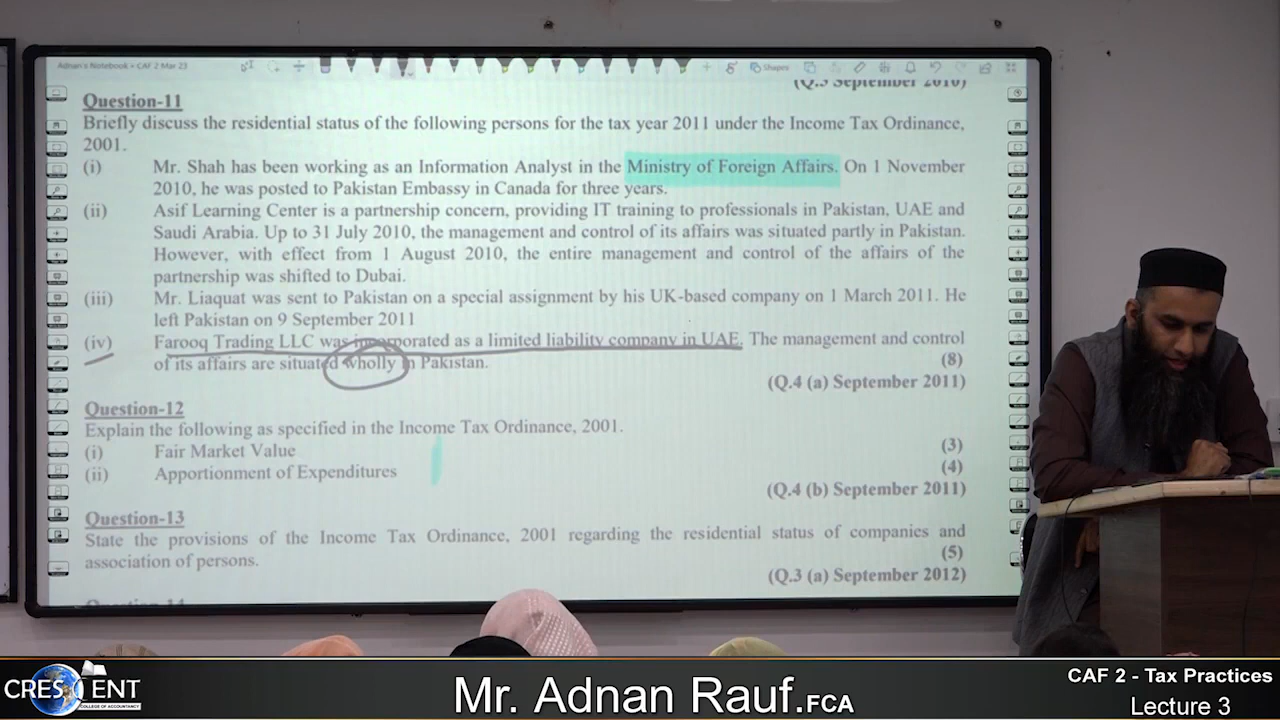 Adnan's Notebook • CAF 2 Mar 23
Shapes
(Q.3 September 2010)
Question-11
Briefly discuss the residential status of the following persons for the tax year 2011 under the Income Tax Ordinance,
2001.
(i) Mr. Shah has been working as an Information Analyst in the Ministry of Foreign Affairs. On 1 November
2010, he was posted to Pakistan Embassy in Canada for three years.
(ii) Asif Learning Center is a partnership concern, providing IT training to professionals in Pakistan, UAE and
Saudi Arabia. Up to 31 July 2010, the management and control of its affairs was situated partly in Pakistan.
However, with effect from 1 August 2010, the entire management and control of the affairs of the
partnership was shifted to Dubai.
(iii) Mr. Liaquat was sent to Pakistan on a special assignment by his UK-based company on 1 March 2011. He
left Pakistan on 9 September 2011
(iv) Farooq Trading LLC was incorporated as a limited liability company in UAE. The management and control
of its affairs are situated wholly in Pakistan. (8)
(Q.4 (a) September 2011)
Question-12
Explain the following as specified in the Income Tax Ordinance, 2001.
(i) Fair Market Value (3)
(ii) Apportionment of Expenditures (4)
(Q.4 (b) September 2011)
Question-13
State the provisions of the Income Tax Ordinance, 2001 regarding the residential status of companies and
association of persons. (5)
(Q.3 (a) September 2012)
CRESCENT
COLLEGE OF ACCOUNTANCY
Mr. Adnan Rauf.FCA
CAF 2 - Tax Practices
Lecture 3